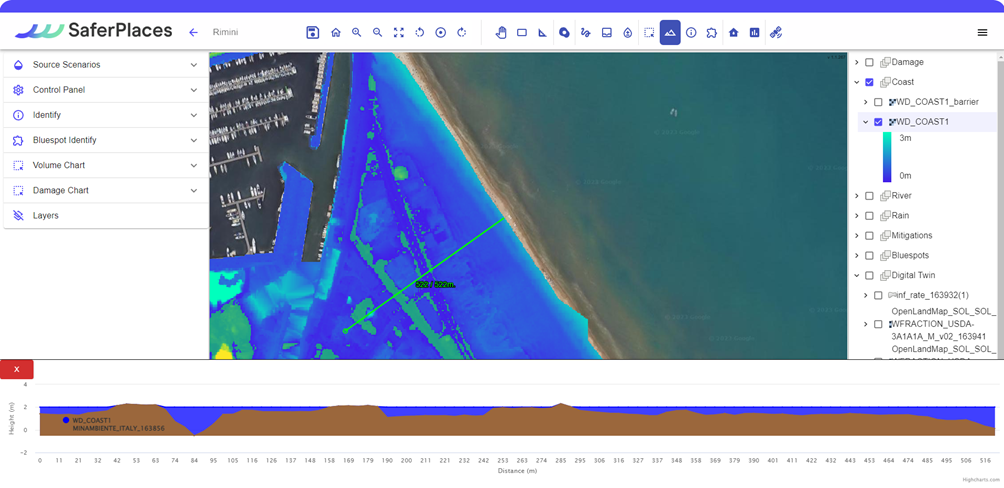 SaferPlaces
Rimini
Source Scenarios
Control Panel
Identify
Bluespot Identify
Volume Chart
Damage Chart
Layers
522 / 522 m.
Damage
Coast
WD_COAST1_barrier
WD_COAST1
3m
0m
River
Rain
Mitigations
Bluespots
Digital Twin
inf_rate_163932(1)
OpenLandMap_SOL_SOL_
WFRACTION_USDA-
3A1A1A_M_v02_163941
OpenLandMap_SOL_SOL_
X
Height (m)
4
2
0
-2
WD_COAST1
MINAMBIENTE_ITALY_163856
0 11 21 32 42 53 63 74 84 95 105 116 127 137 148 158 169 179 190 200 211 221 232 242 253 264 274 285 295 306 316 327 337 348 358 369 379 390 401 411 422 432 443 453 464 474 485 495 506 516
Distance (m)
Highcharts.com